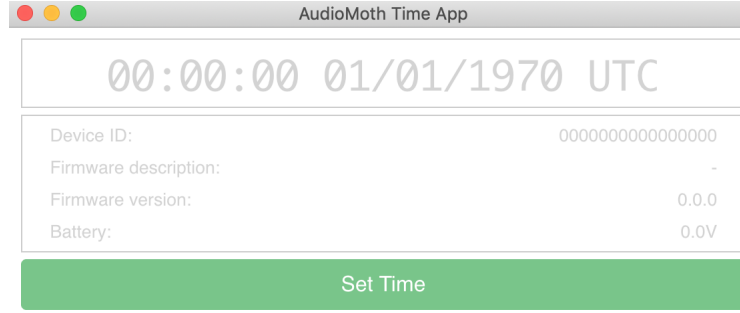 AudioMoth Time App
00:00:00 01/01/1970 UTC
Device ID: 0000000000000000
Firmware description: -
Firmware version: 0.0.0
Battery: 0.0V
Set Time